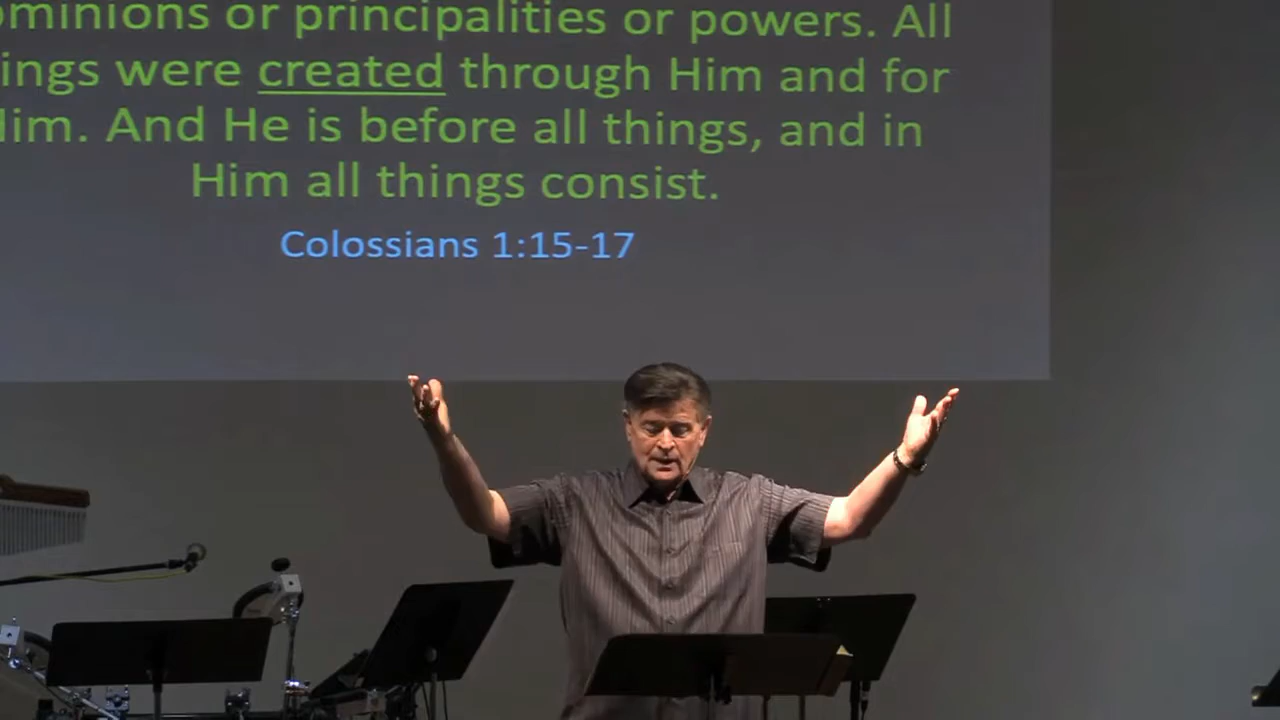 ominions or principalities or powers. All
ings were created through Him and for
Him. And He is before all things, and in
Him all things consist.
Colossians 1:15-17